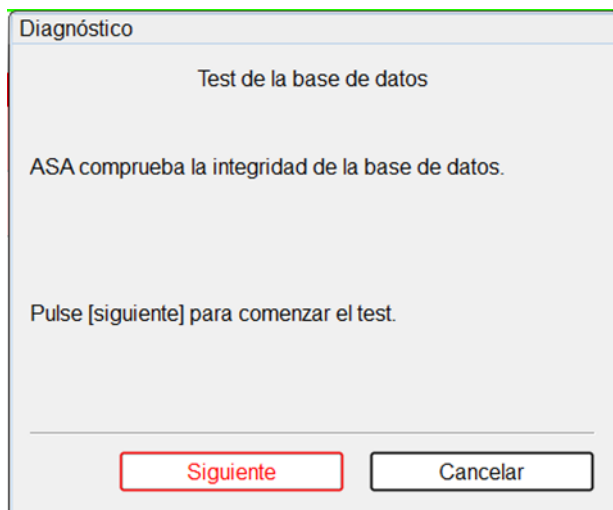 Diagnóstico
Test de la base de datos
ASA comprueba la integridad de la base de datos.
Pulse [siguiente] para comenzar el test.
Siguiente
Cancelar